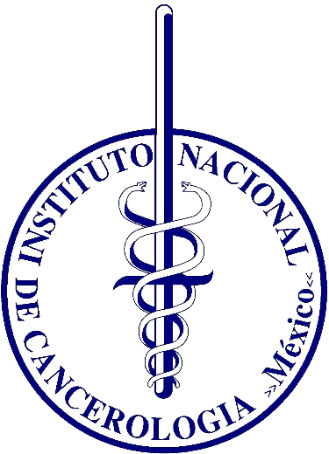 INSTITUTO NACIONAL
DE CANCEROLOGIA
»México«